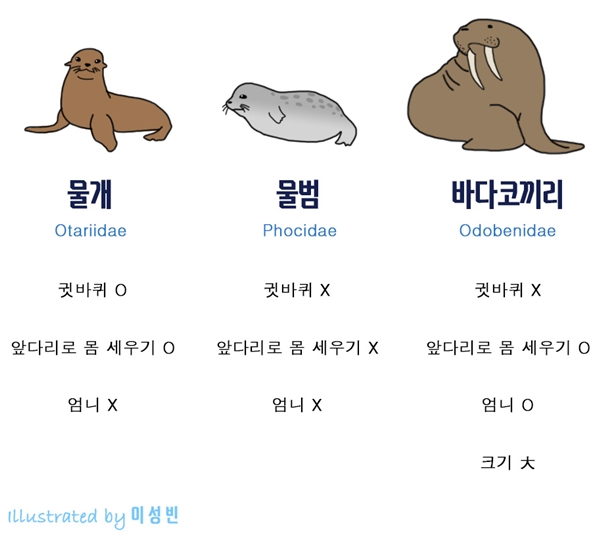 물개 물범 바다코끼리
Otariidae Phocidae Odobenidae
귓바퀴 O 귓바퀴 X 귓바퀴 X
앞다리로 몸 세우기 O 앞다리로 몸 세우기 X 앞다리로 몸 세우기 O
엄니 X 엄니 X 엄니 O
크기 大
Illustrated by 이성빈